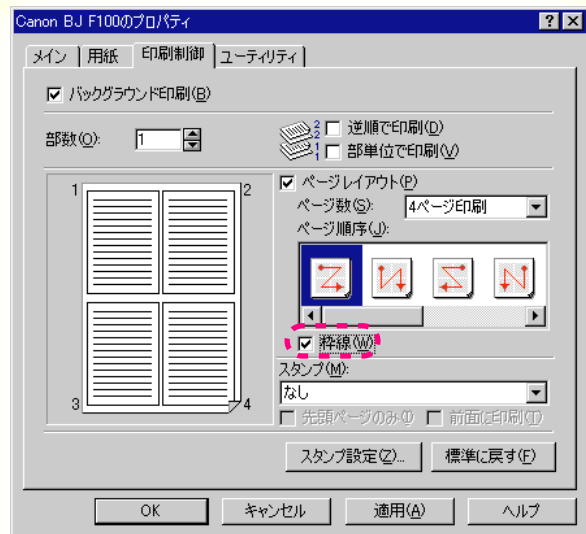 Canon BJ F100のプロパティ
メイン 用紙 印刷制御 ユーティリティ
バックグラウンド印刷(B)
部数(O): 1
2 2 逆順で印刷(D)
1 1 部単位で印刷(V)
ページレイアウト(P)
ページ数(S): 4ページ印刷
ページ順序(J):
1 2
3 4
枠線(W)
スタンプ(M):
なし
先頭ページのみ(I) 前面に印刷(T)
スタンプ設定(Z)... 標準に戻す(F)
OK キャンセル 適用(A) ヘルプ